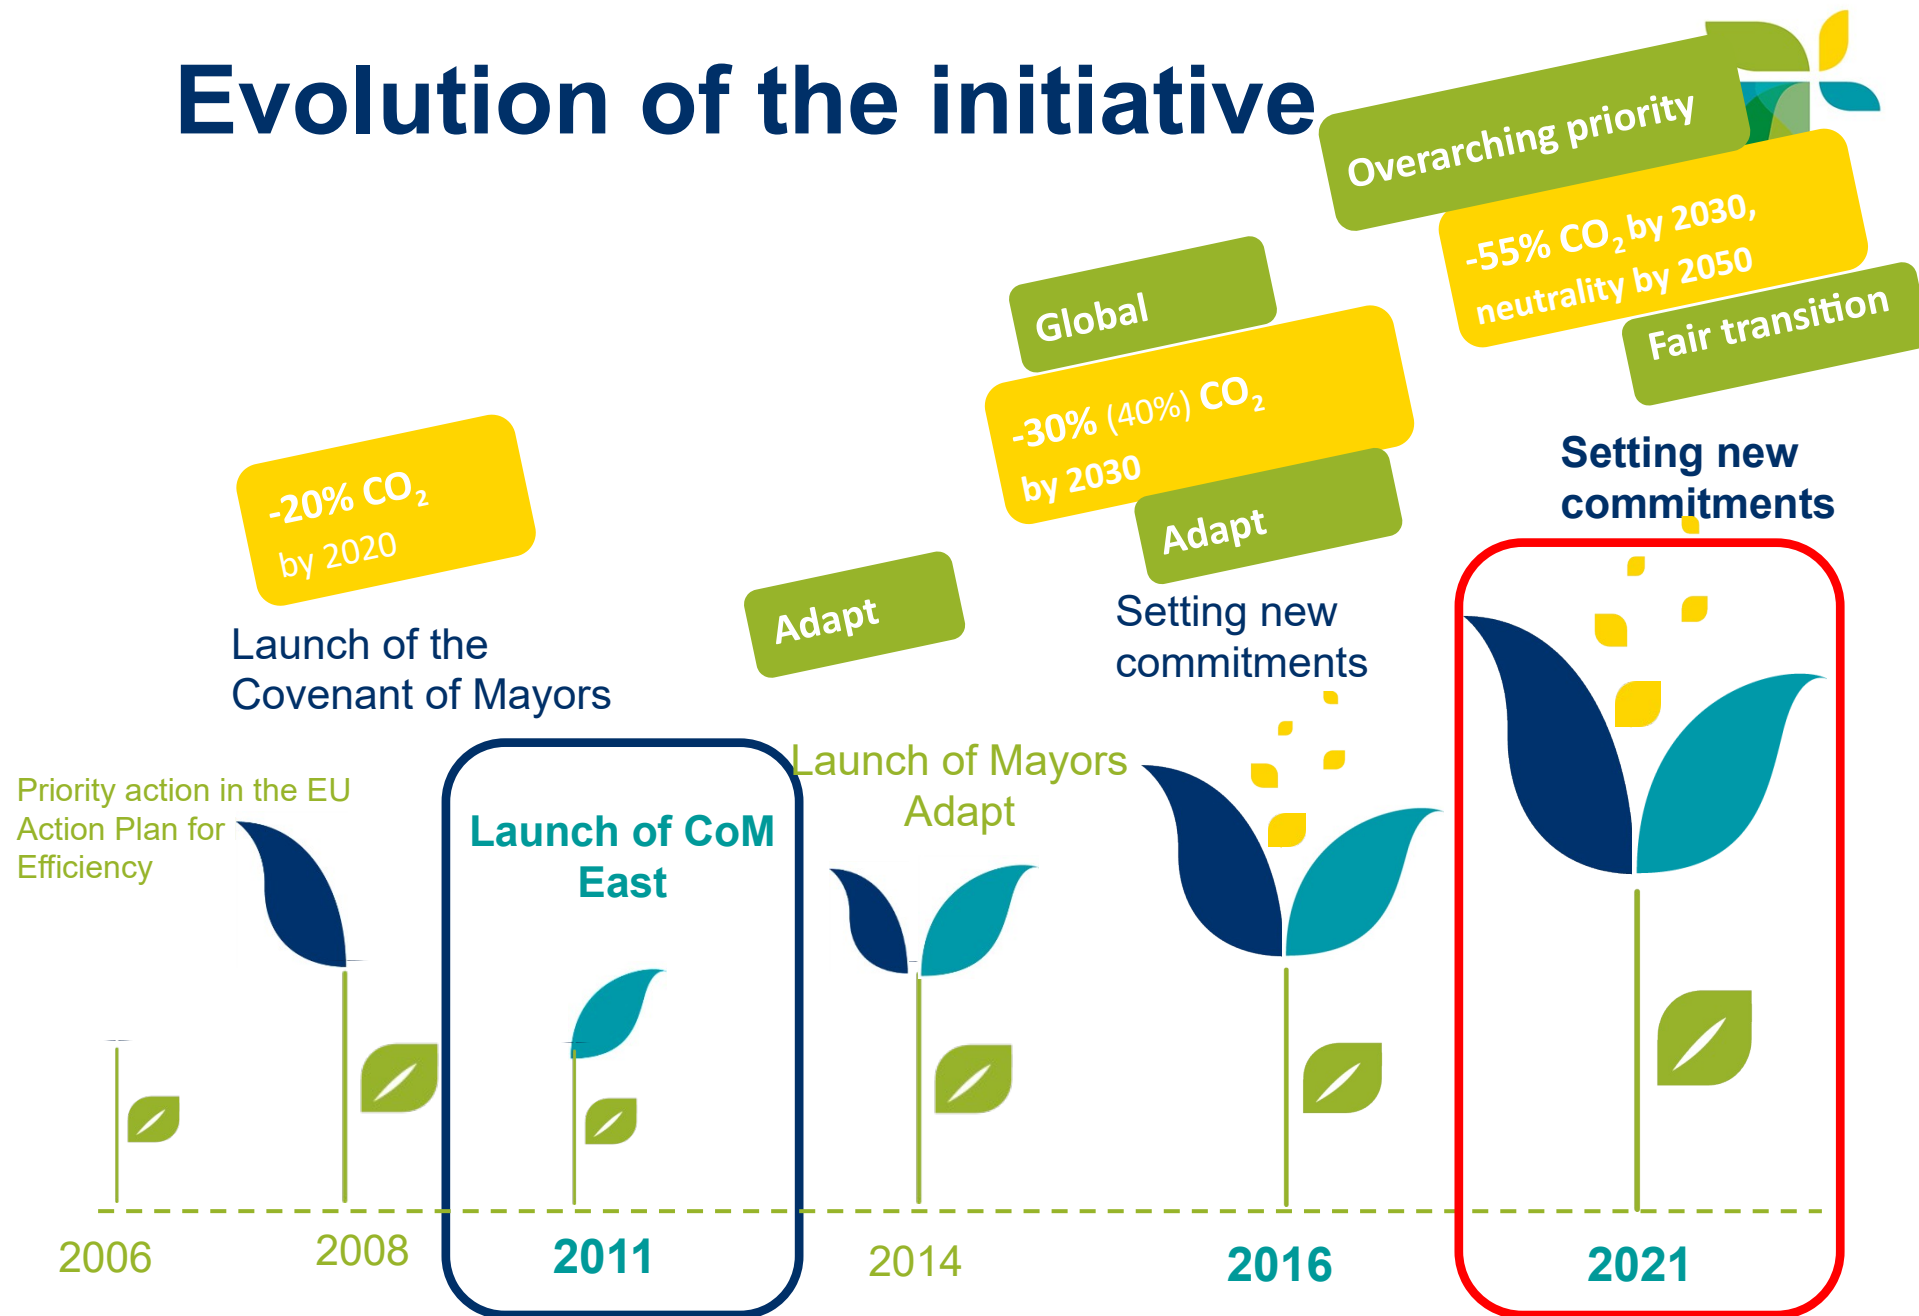 Evolution of the initiative
Overarching priority
-55% CO₂ by 2030,
neutrality by 2050
Fair transition
Global
-30% (40%) CO₂
by 2030
Adapt
-20% CO₂
by 2020
Adapt
Setting new
commitments
Setting new
commitments
Launch of the
Covenant of Mayors
Launch of Mayors
Adapt
Priority action in the EU
Action Plan for
Efficiency
Launch of CoM
East
2006
2008
2011
2014
2016
2021